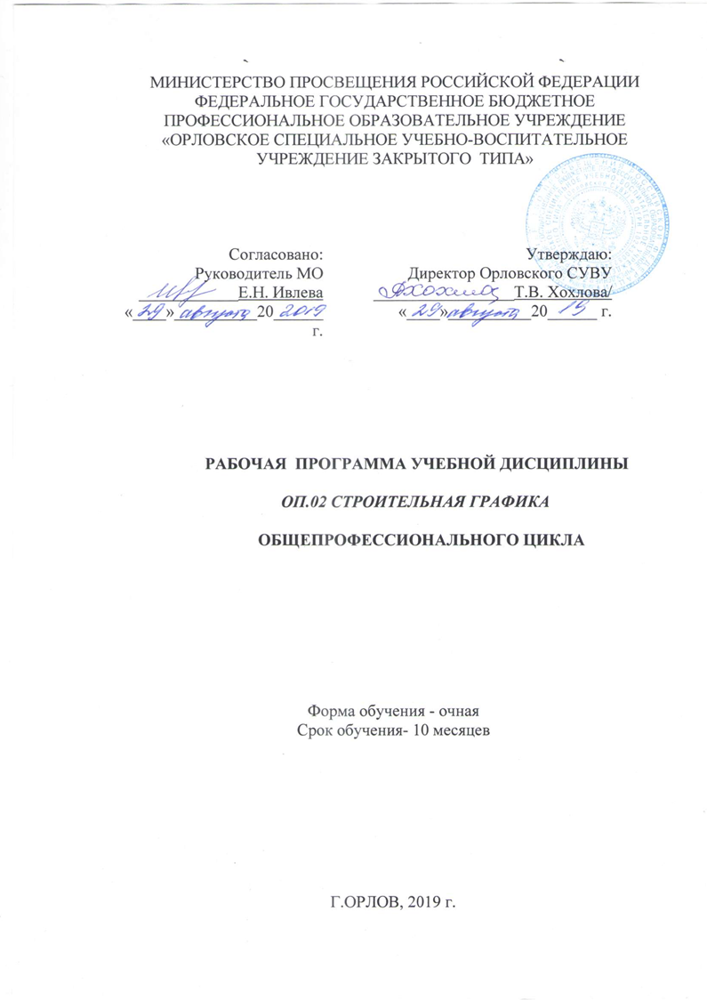 МИНИСТЕРСТВО ПРОСВЕЩЕНИЯ РОССИЙСКОЙ ФЕДЕРАЦИИ
ФЕДЕРАЛЬНОЕ ГОСУДАРСТВЕННОЕ БЮДЖЕТНОЕ
ПРОФЕССИОНАЛЬНОЕ ОБРАЗОВАТЕЛЬНОЕ УЧРЕЖДЕНИЕ
«ОРЛОВСКОЕ СПЕЦИАЛЬНОЕ УЧЕБНО-ВОСПИТАТЕЛЬНОЕ
УЧРЕЖДЕНИЕ ЗАКРЫТОГО ТИПА»
Согласовано:
Руководитель МО
Е.Н. Ивлева
«29» августа 20 2019
г.
Утверждаю:
Директор Орловского СУВУ
Т.В. Хохлова/
«29» августа 20 19 г.
РАБОЧАЯ ПРОГРАММА УЧЕБНОЙ ДИСЦИПЛИНЫ
ОП.02 СТРОИТЕЛЬНАЯ ГРАФИКА
ОБЩЕПРОФЕССИОНАЛЬНОГО ЦИКЛА
Форма обучения - очная
Срок обучения- 10 месяцев
Г.ОРЛОВ, 2019 г.